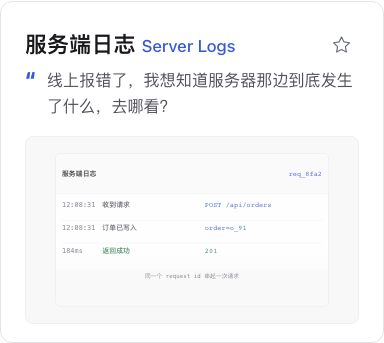 服务端日志 Server Logs
“ 线上报错了，我想知道服务器那边到底发生
了什么，去哪看？
服务端日志 req_8fa2
12:08:31 收到请求 POST /api/orders
12:08:31 订单已写入 order=o_91
184ms 返回成功 201
同一个 request id 串起一次请求